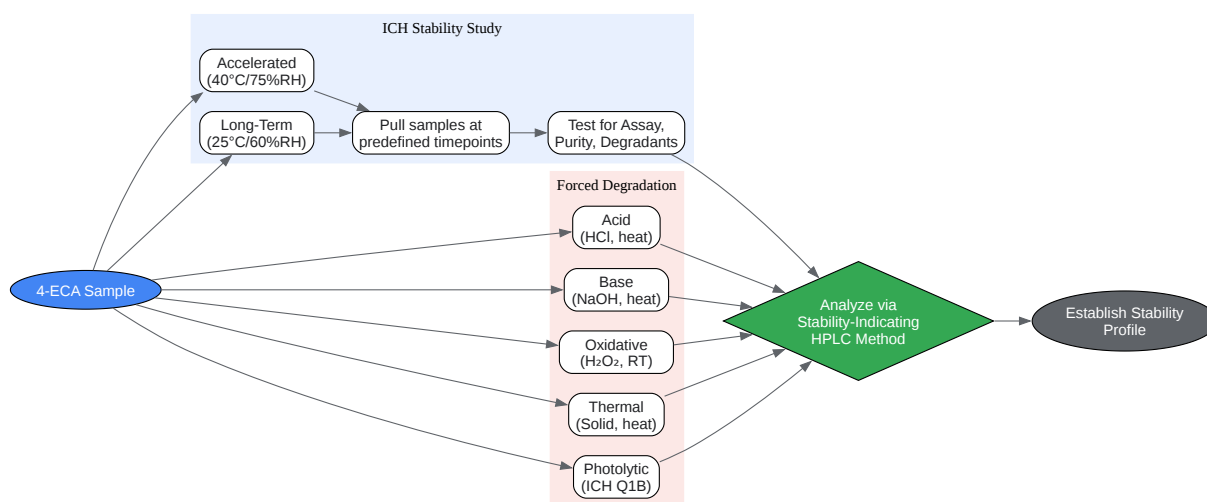 ICH Stability Study
Accelerated
(40°C/75%RH)
Long-Term
(25°C/60%RH)
Pull samples at
predefined timepoints
Test for Assay,
Purity, Degradants
Forced Degradation
Acid
(HCl, heat)
Base
(NaOH, heat)
Oxidative
(H₂O₂, RT)
Thermal
(Solid, heat)
Photolytic
(ICH Q1B)
4-ECA Sample
Analyze via
Stability-Indicating
HPLC Method
Establish Stability
Profile